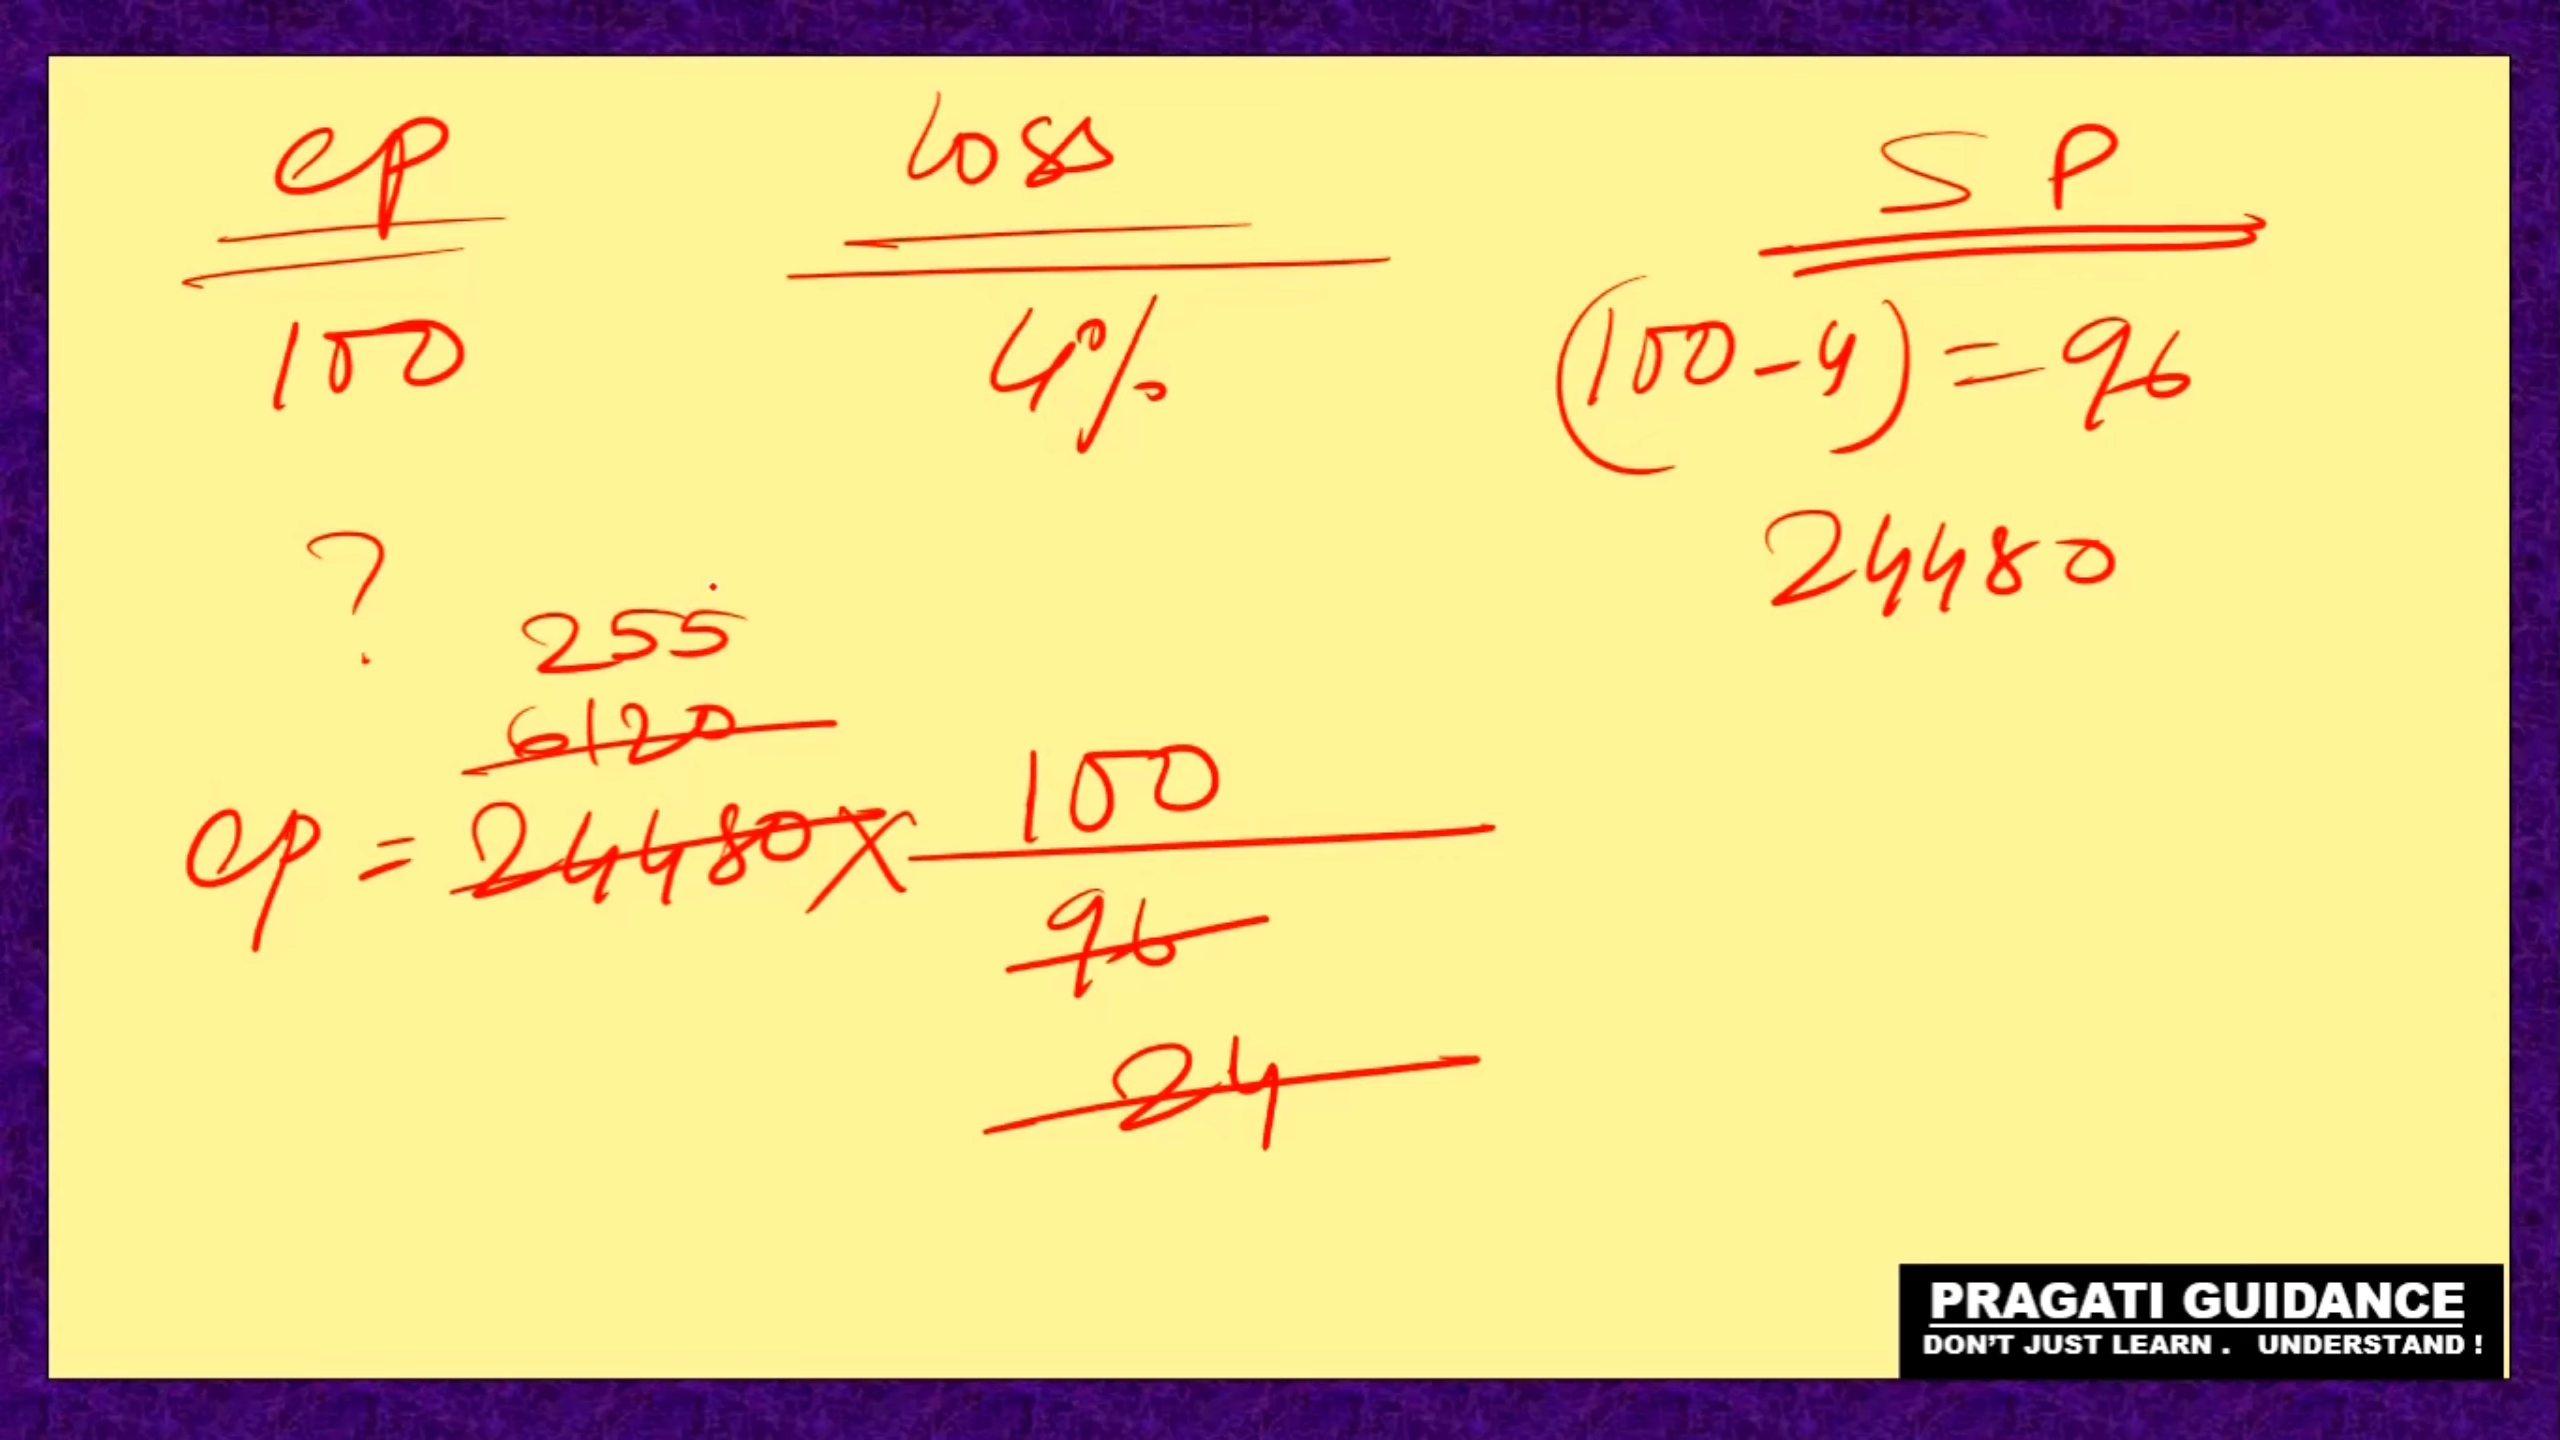 CP loss SP
100 4% (100-4) = 96
? 24480
255
6120
CP = 24480 X 100
96
24
PRAGATI GUIDANCE
DON'T JUST LEARN . UNDERSTAND !